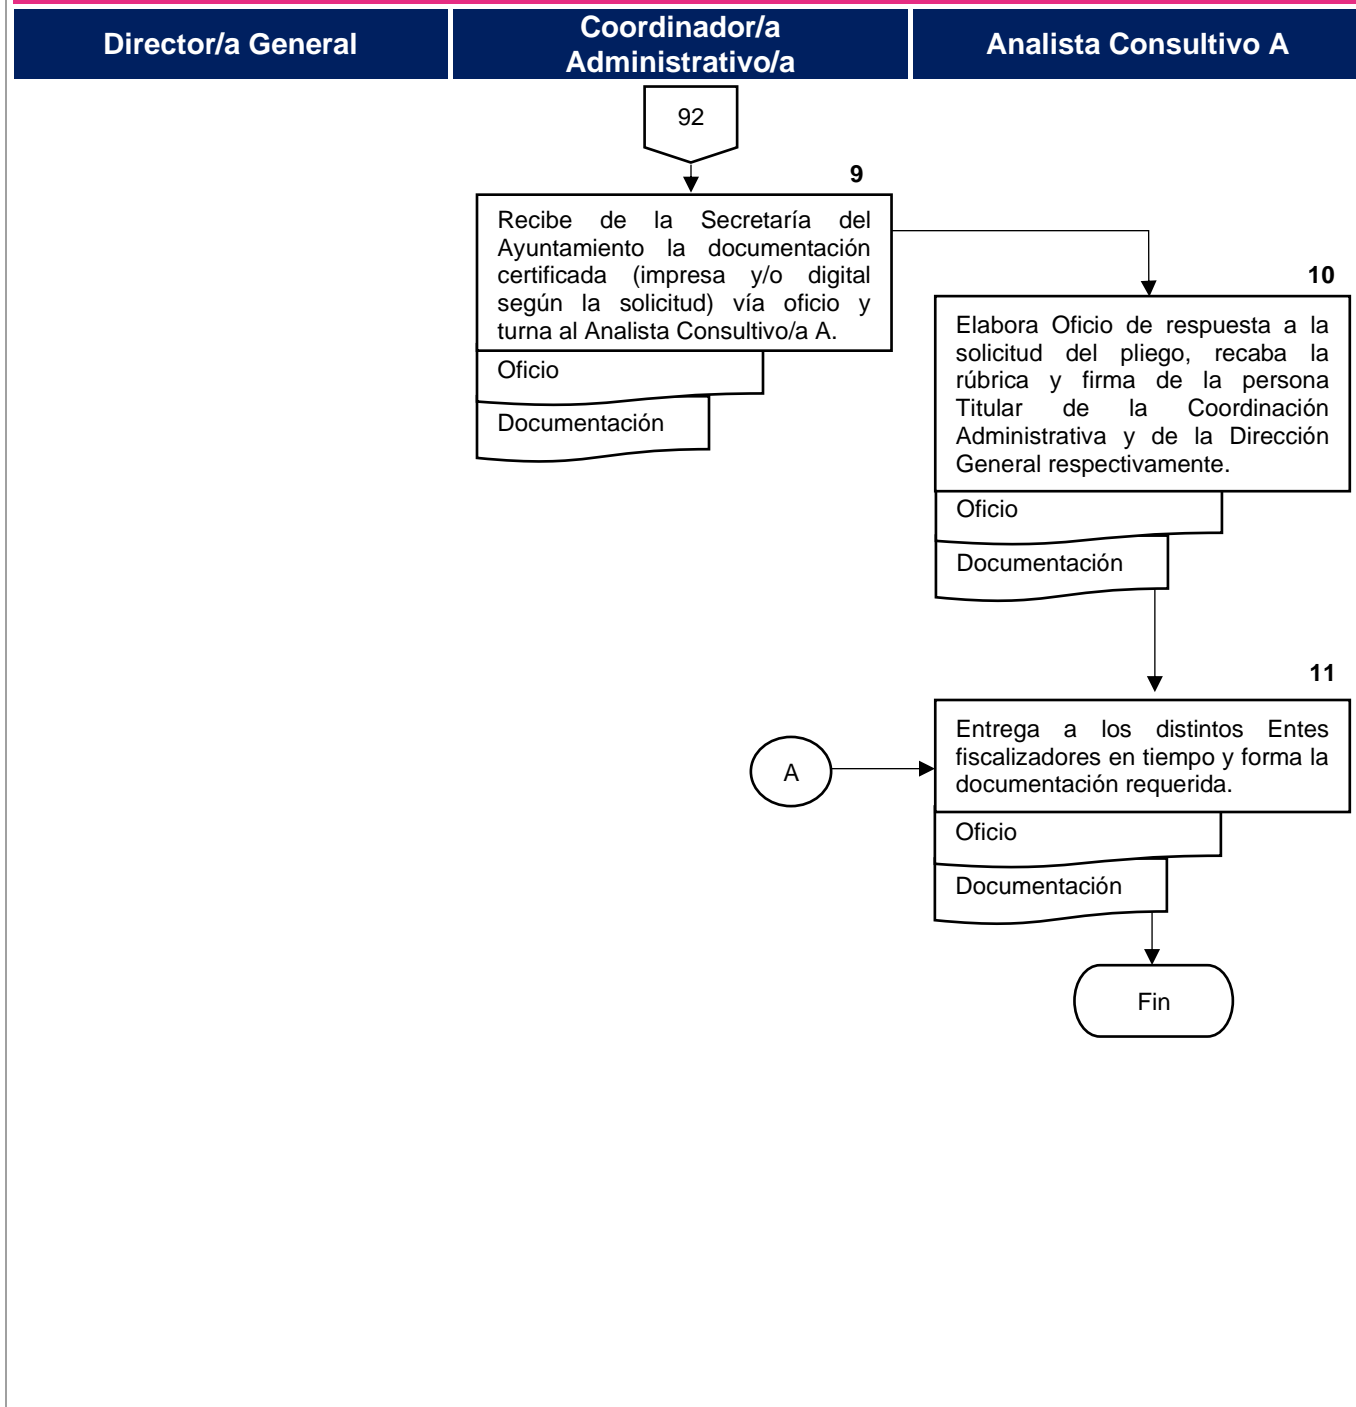 Director/a General
Coordinador/a
Administrativo/a
Analista Consultivo A
92
9
Recibe de la Secretaría del
Ayuntamiento la documentación
certificada (impresa y/o digital
según la solicitud) vía oficio y
turna al Analista Consultivo/a A.
Oficio
Documentación
10
Elabora Oficio de respuesta a la
solicitud del pliego, recaba la
rúbrica y firma de la persona
Titular de la Coordinación
Administrativa y de la Dirección
General respectivamente.
Oficio
Documentación
11
A
Entrega a los distintos Entes
fiscalizadores en tiempo y forma la
documentación requerida.
Oficio
Documentación
Fin